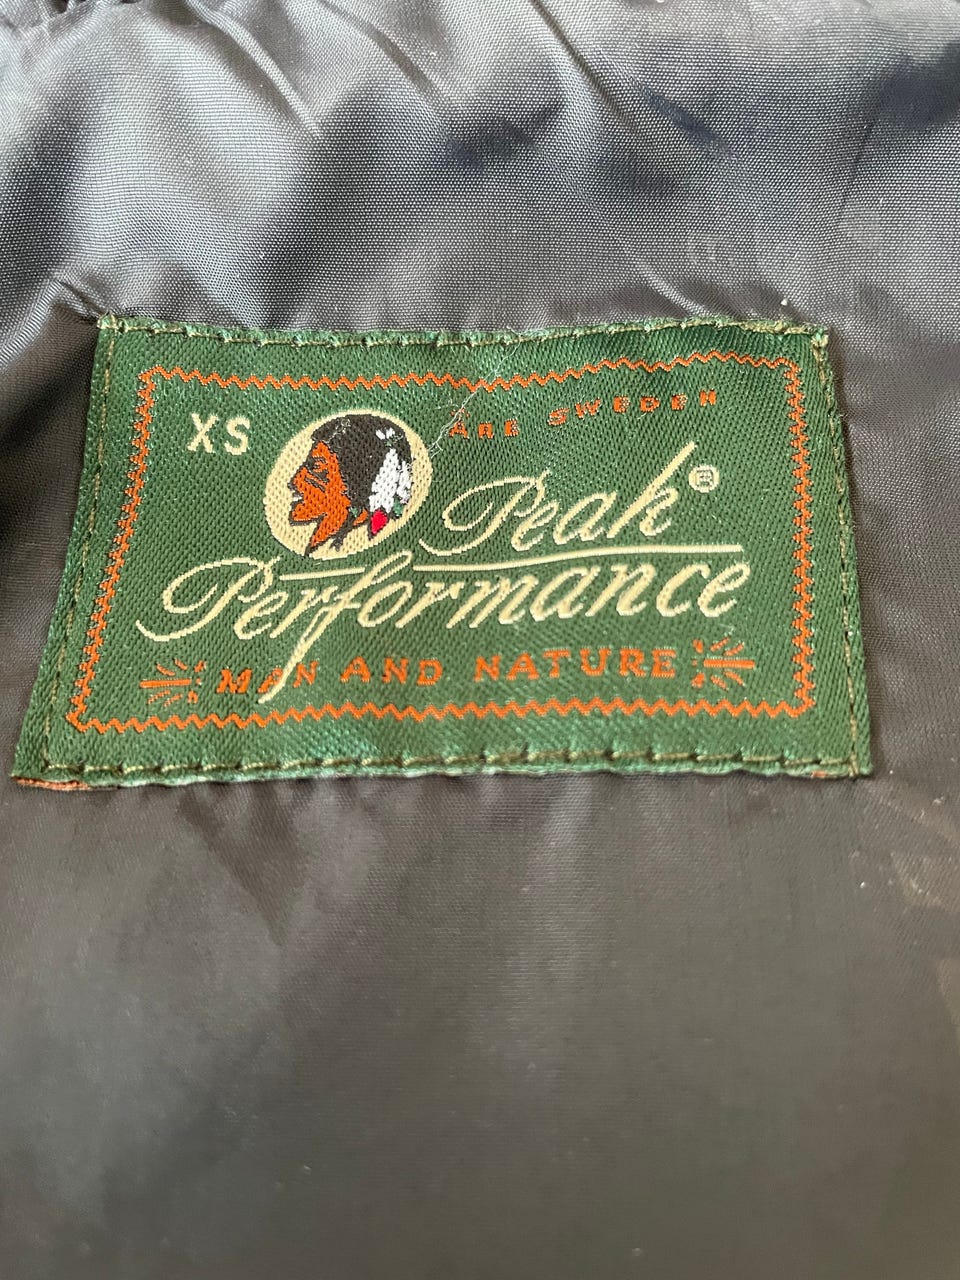 XS
ÅRE SWEDEN
Peak®
Performance
MAN AND NATURE